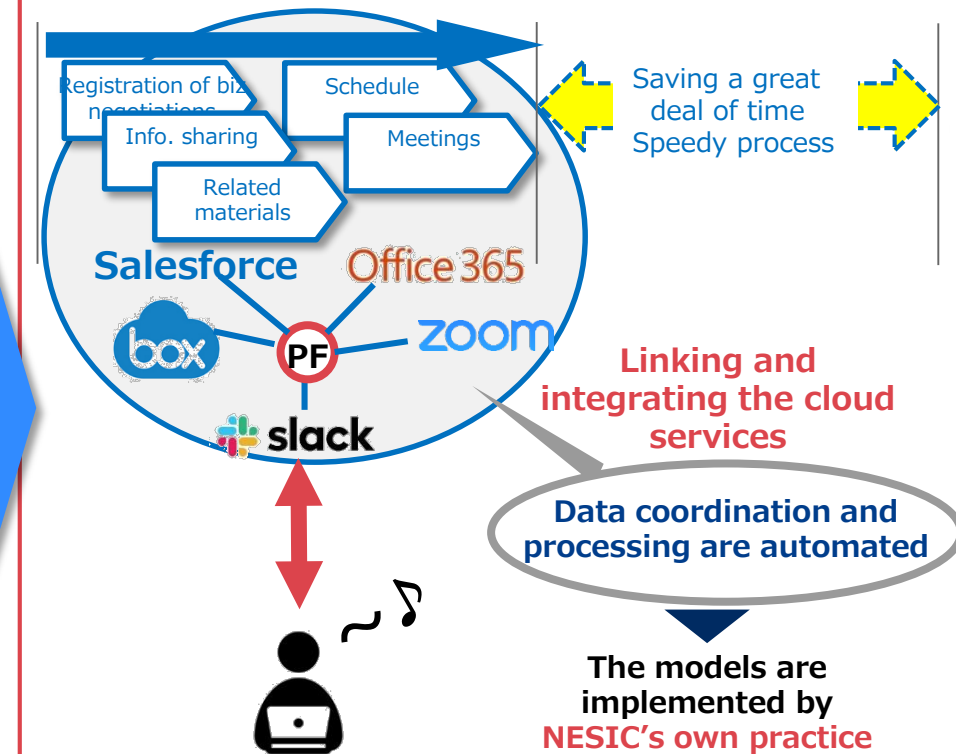 Registration of biz
negotiations
Info. sharing
Related
materials
Schedule
Meetings
Saving a great
deal of time
Speedy process
Salesforce
Office 365
box
PF
zoom
slack
Linking and
integrating the cloud
services
Data coordination and
processing are automated
The models are
implemented by
NESIC's own practice